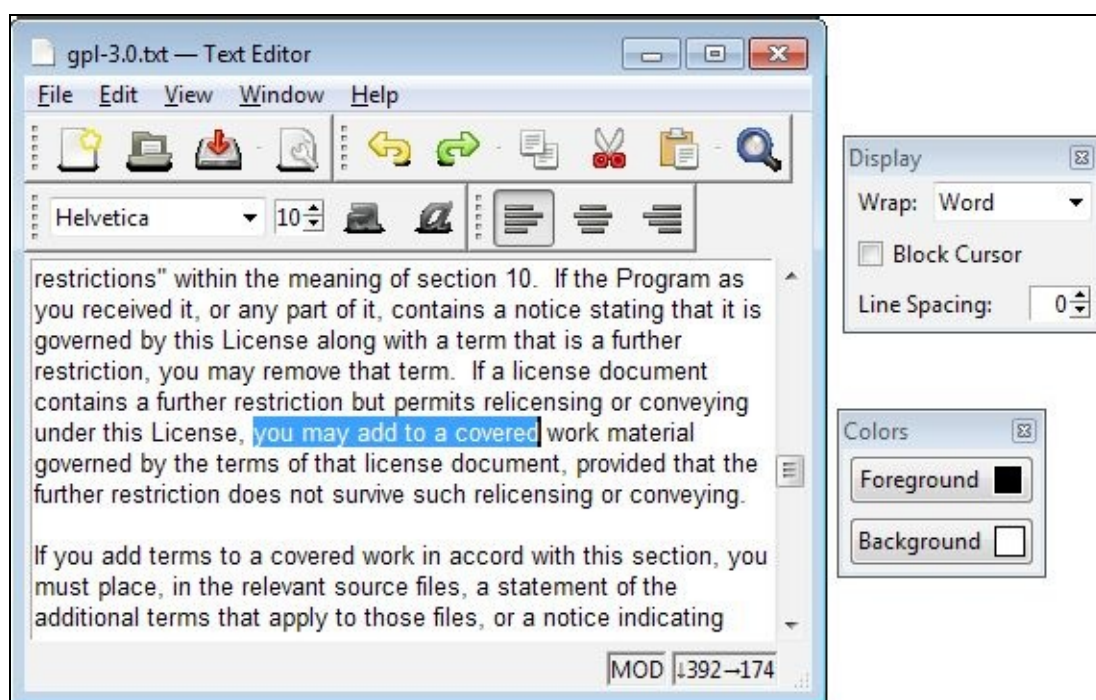 gpl-3.0.txt — Text Editor
File Edit View Window Help
Helvetica 10
restrictions" within the meaning of section 10. If the Program as
you received it, or any part of it, contains a notice stating that it is
governed by this License along with a term that is a further
restriction, you may remove that term. If a license document
contains a further restriction but permits relicensing or conveying
under this License, you may add to a covered work material
governed by the terms of that license document, provided that the
further restriction does not survive such relicensing or conveying.
If you add terms to a covered work in accord with this section, you
must place, in the relevant source files, a statement of the
additional terms that apply to those files, or a notice indicating
MOD ↓392→174
Display
Wrap: Word
Block Cursor
Line Spacing: 0
Colors
Foreground
Background